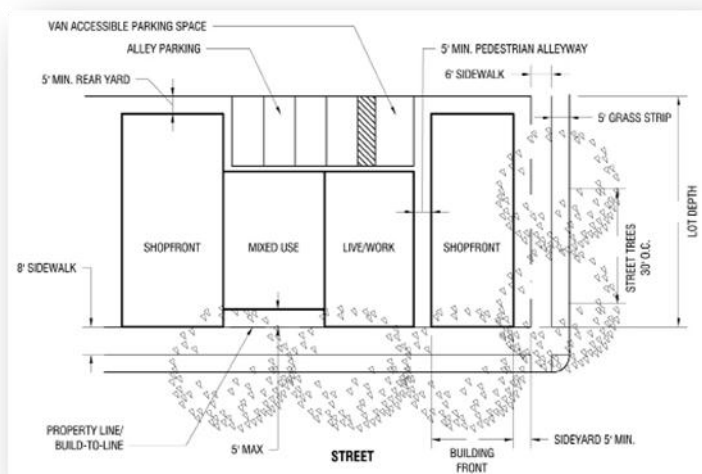 VAN ACCESSIBLE PARKING SPACE
ALLEY PARKING
5' MIN. REAR YARD
5' MIN. PEDESTRIAN ALLEYWAY
6' SIDEWALK
5' GRASS STRIP
LOT DEPTH
STREET TREES
30' O.C.
SHOPFRONT
MIXED USE
LIVE/WORK
SHOPFRONT
8' SIDEWALK
PROPERTY LINE/
BUILD-TO-LINE
5' MAX
STREET
BUILDING
FRONT
SIDEYARD 5' MIN.